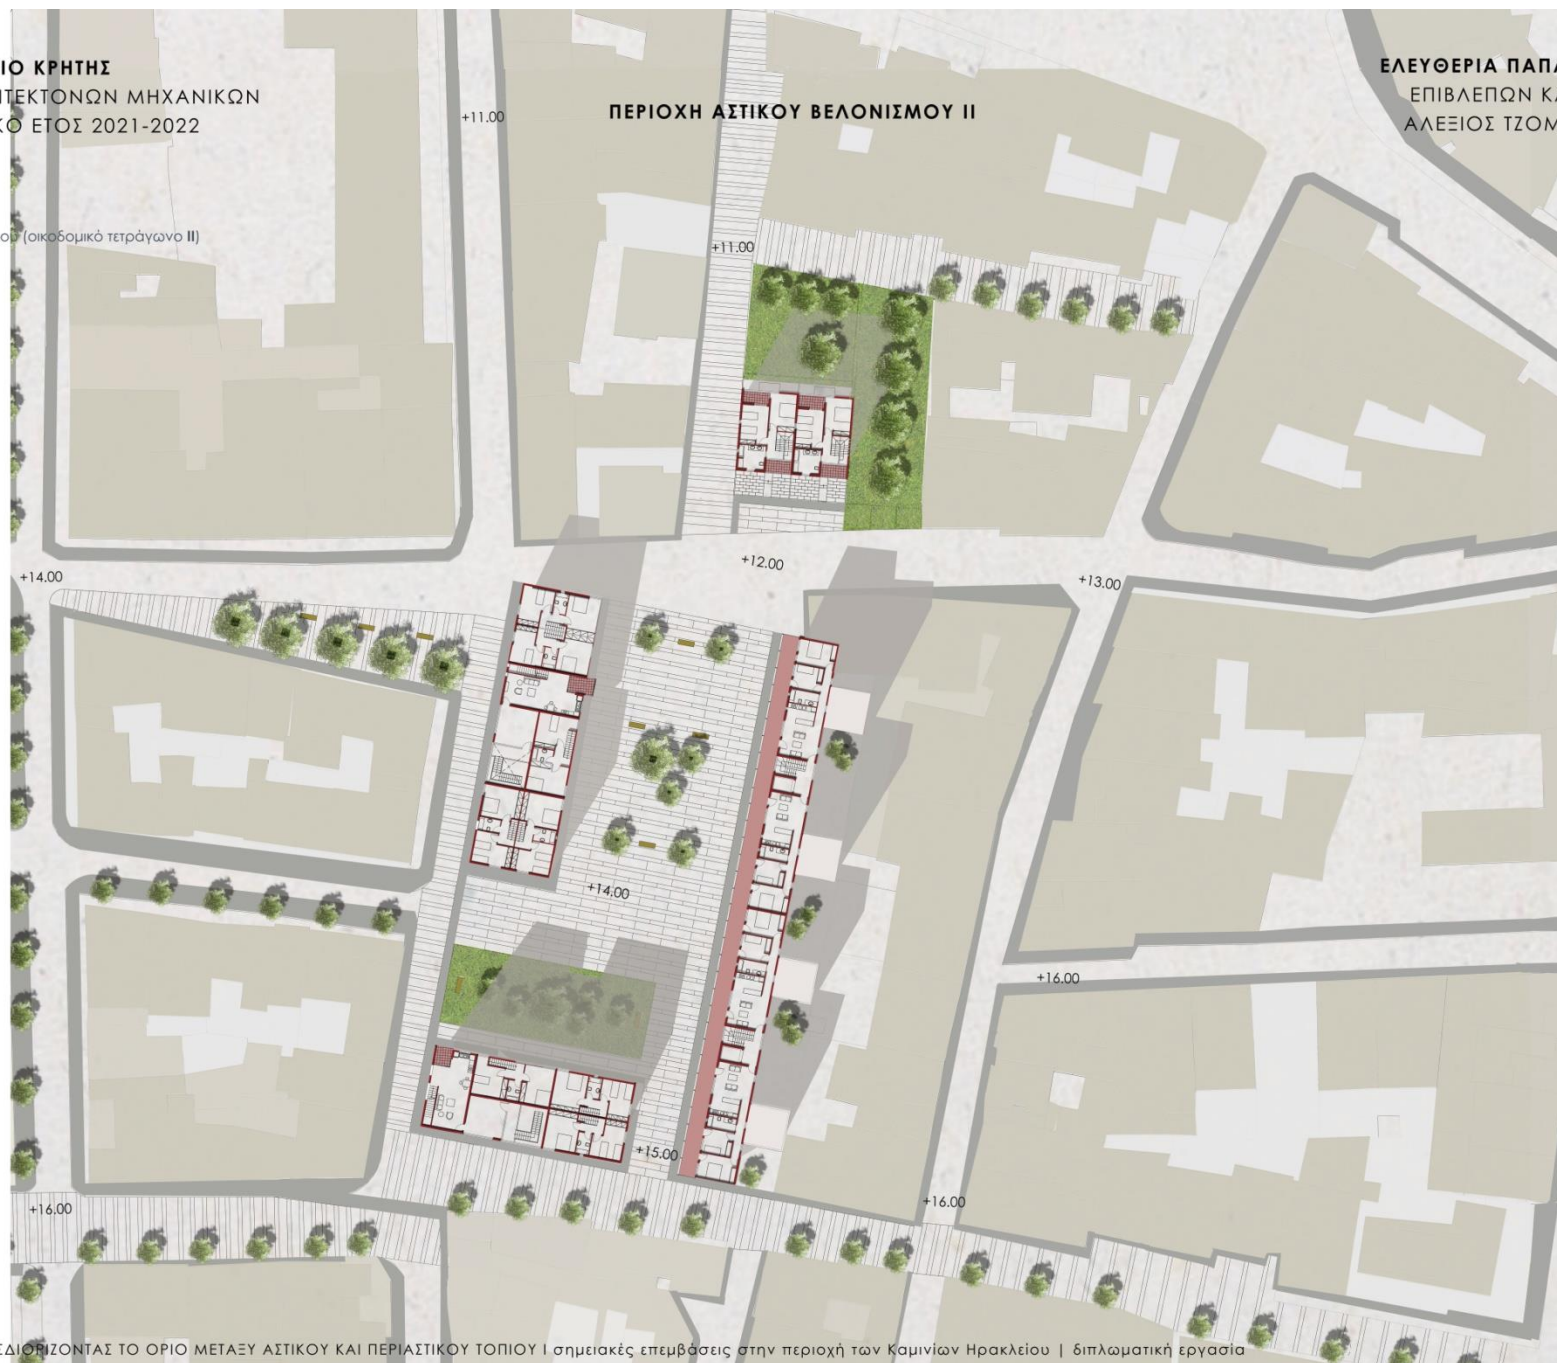 ΙΟ ΚΡΗΤΗΣ
ΙΤΕΚΤΟΝΩΝ ΜΗΧΑΝΙΚΩΝ
ΚΟ ΕΤΟΣ 2021-2022
ΠΕΡΙΟΧΗ ΑΣΤΙΚΟΥ ΒΕΛΟΝΙΣΜΟΥ ΙΙ
ΕΛΕΥΘΕΡΙΑ ΠΑΠΑ
ΕΠΙΒΛΕΠΩΝ ΚΑ
ΑΛΕΞΙΟΣ ΤΖΟΜ
ου (οικοδομικό τετράγωνο ΙΙ)
+11.00
+11.00
+12.00
+14.00
+13.00
+14.00
+16.00
+15.00
+16.00
+16.00
ΕΔΙΟΡΙΖΟΝΤΑΣ ΤΟ ΟΡΙΟ ΜΕΤΑΞΥ ΑΣΤΙΚΟΥ ΚΑΙ ΠΕΡΙΑΣΤΙΚΟΥ ΤΟΠΙΟΥ Ι σημειακές επεμβάσεις στην περιοχή των Καμινίων Ηρακλείου | διπλωματική εργασία